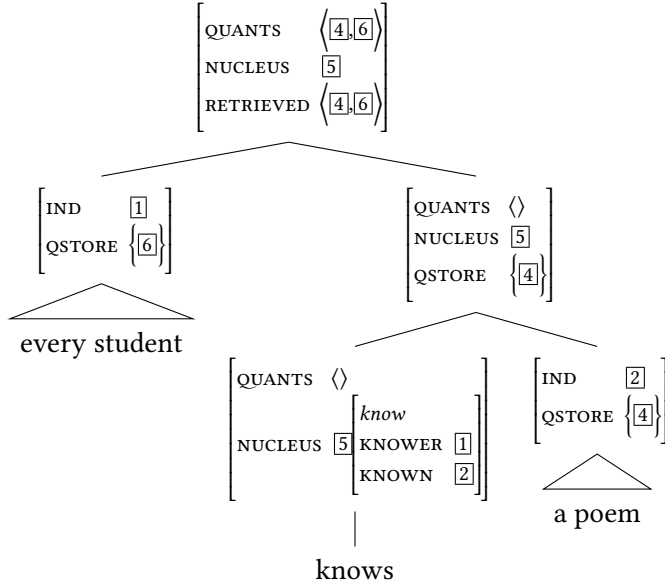 QUANTS ⟨4,6⟩
NUCLEUS 5
RETRIEVED ⟨4,6⟩
IND 1
QSTORE {6}
every student
QUANTS ⟨⟩
NUCLEUS 5
QSTORE {4}
QUANTS ⟨⟩
NUCLEUS 5
know
KNOWER 1
KNOWN 2
knows
IND 2
QSTORE {4}
a poem